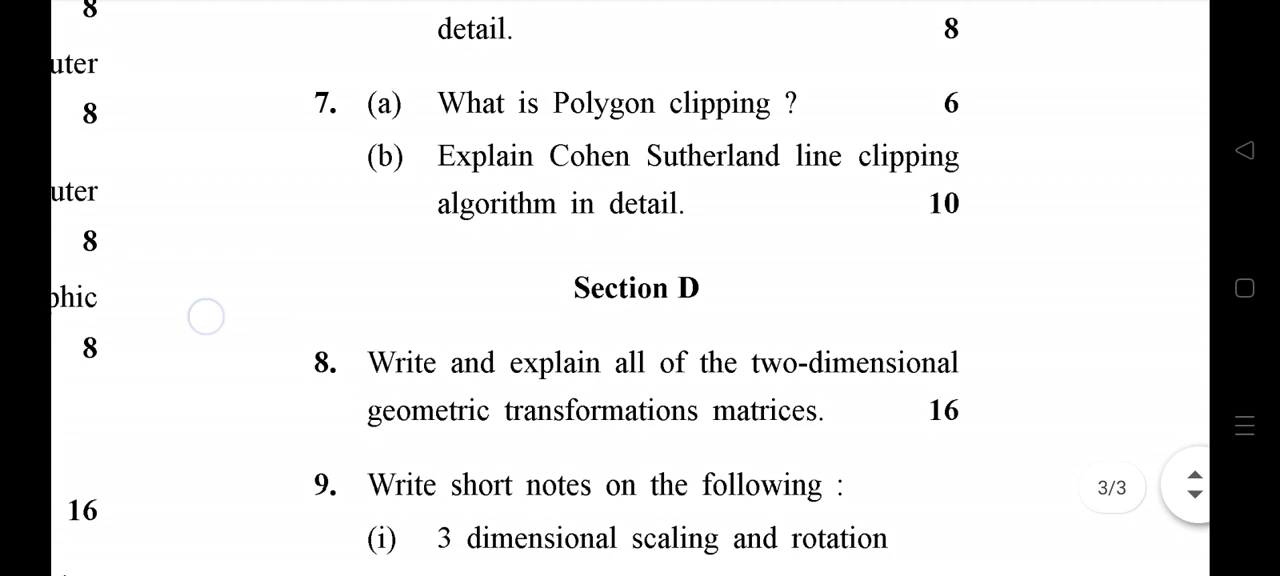 8
uter
8
uter
8
phic
8
16
detail. 8
7. (a) What is Polygon clipping ? 6
(b) Explain Cohen Sutherland line clipping
algorithm in detail. 10
Section D
8. Write and explain all of the two-dimensional
geometric transformations matrices. 16
9. Write short notes on the following :
(i) 3 dimensional scaling and rotation
3/3